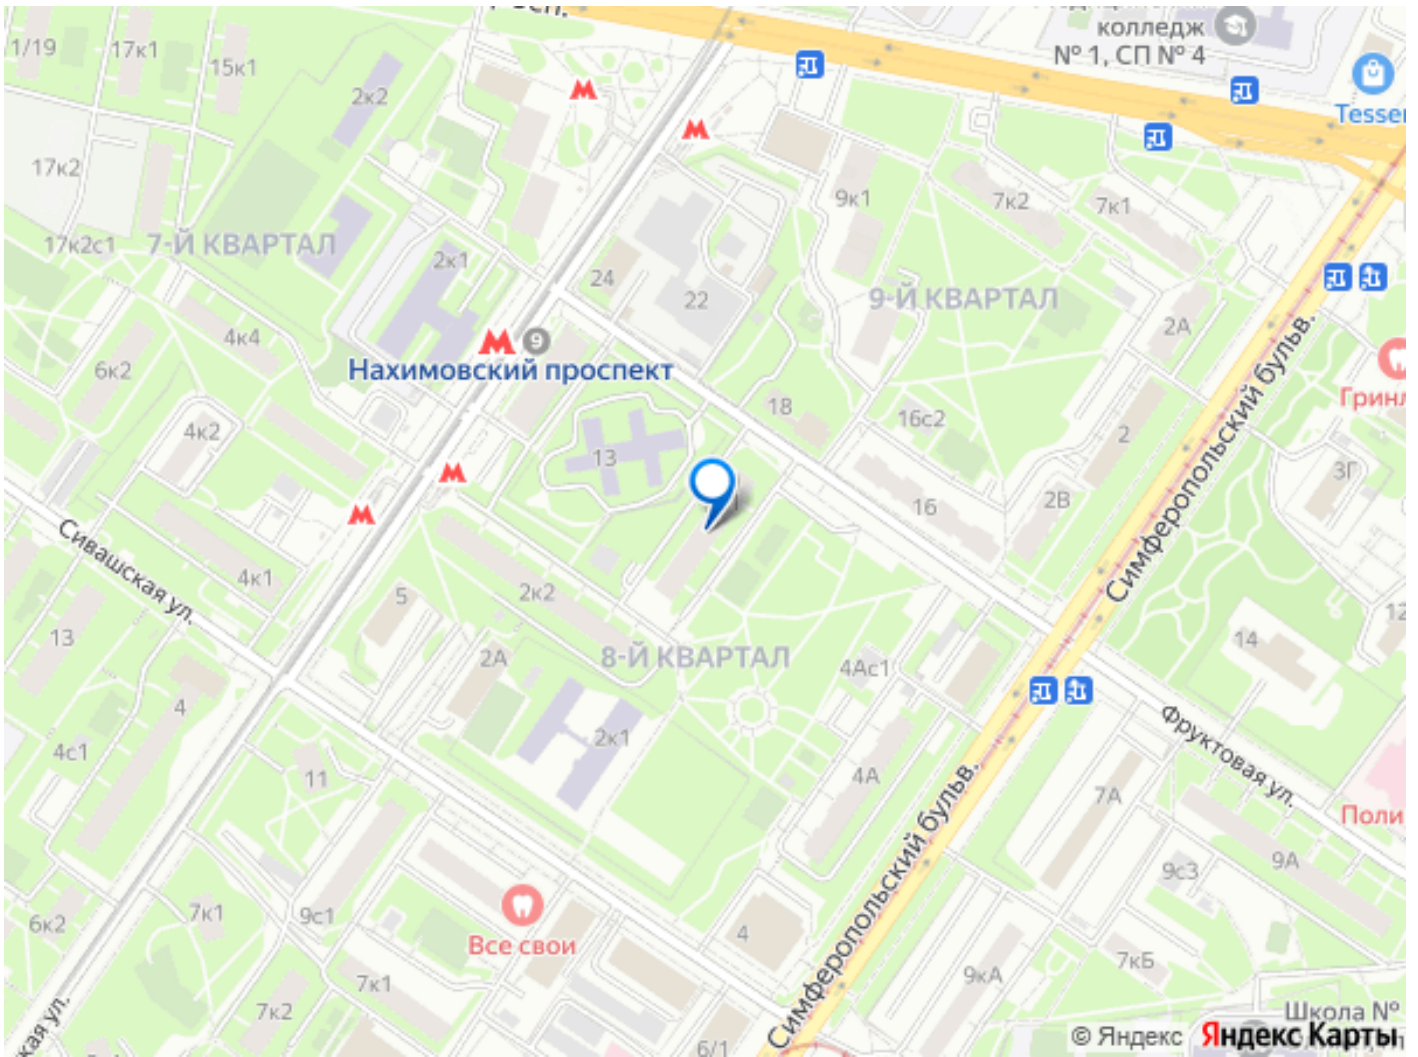 колледж
№ 1, СП № 4
1/19
17к1
15к1
2к2
Tesser
17к2
9к1
7к2
7к1
17к2с1
7-Й КВАРТАЛ
2к1
24
22
9-Й КВАРТАЛ
2А
4к4
9
Нахимовский проспект
6к2
Гринл
4к2
18
16с2
2
13
3Г
16
2В
Симферопольский бульв.
Сивашская ул.
4к1
5
2к2
13
12
14
2А
8-Й КВАРТАЛ
4Ас1
4
Фруктовая ул.
2к1
4с1
11
4А
7А
Поли
9А
9с3
6к2
7к1
9с1
Все свои
4
Симферопольский бульв.
7к1
9кА
7кБ
7к2
Школа №
кая ул.
6/1
© Яндекс Яндекс Карты